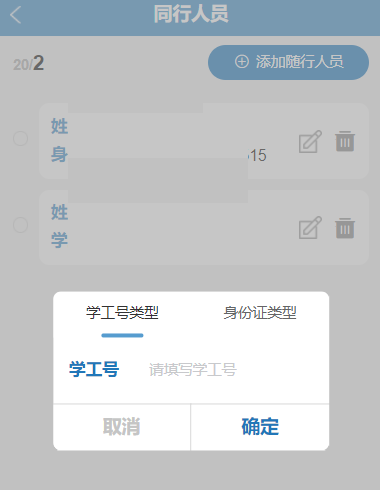 同行人员
20/2
添加随行人员
姓
身
515
姓
学
学工号类型 身份证类型
学工号 请填写学工号
取消 确定